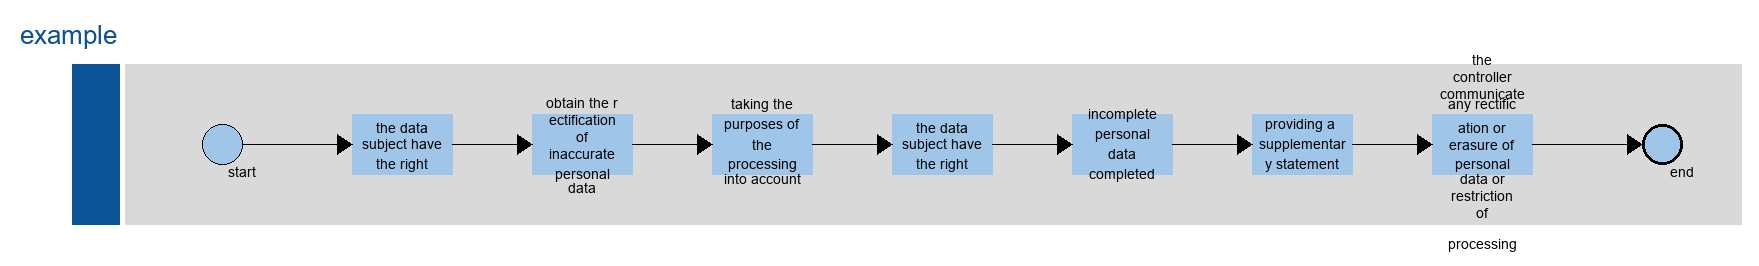 example
start
the data
subject have
the right
obtain the r
ectification
of
inaccurate
personal
data
taking the
purposes of
the
processing
into account
the data
subject have
the right
incomplete
personal
data
completed
providing a
supplementar
y statement
the
controller
communicate
any rectific
ation or
erasure of
personal
data or
restriction
of
processing
end